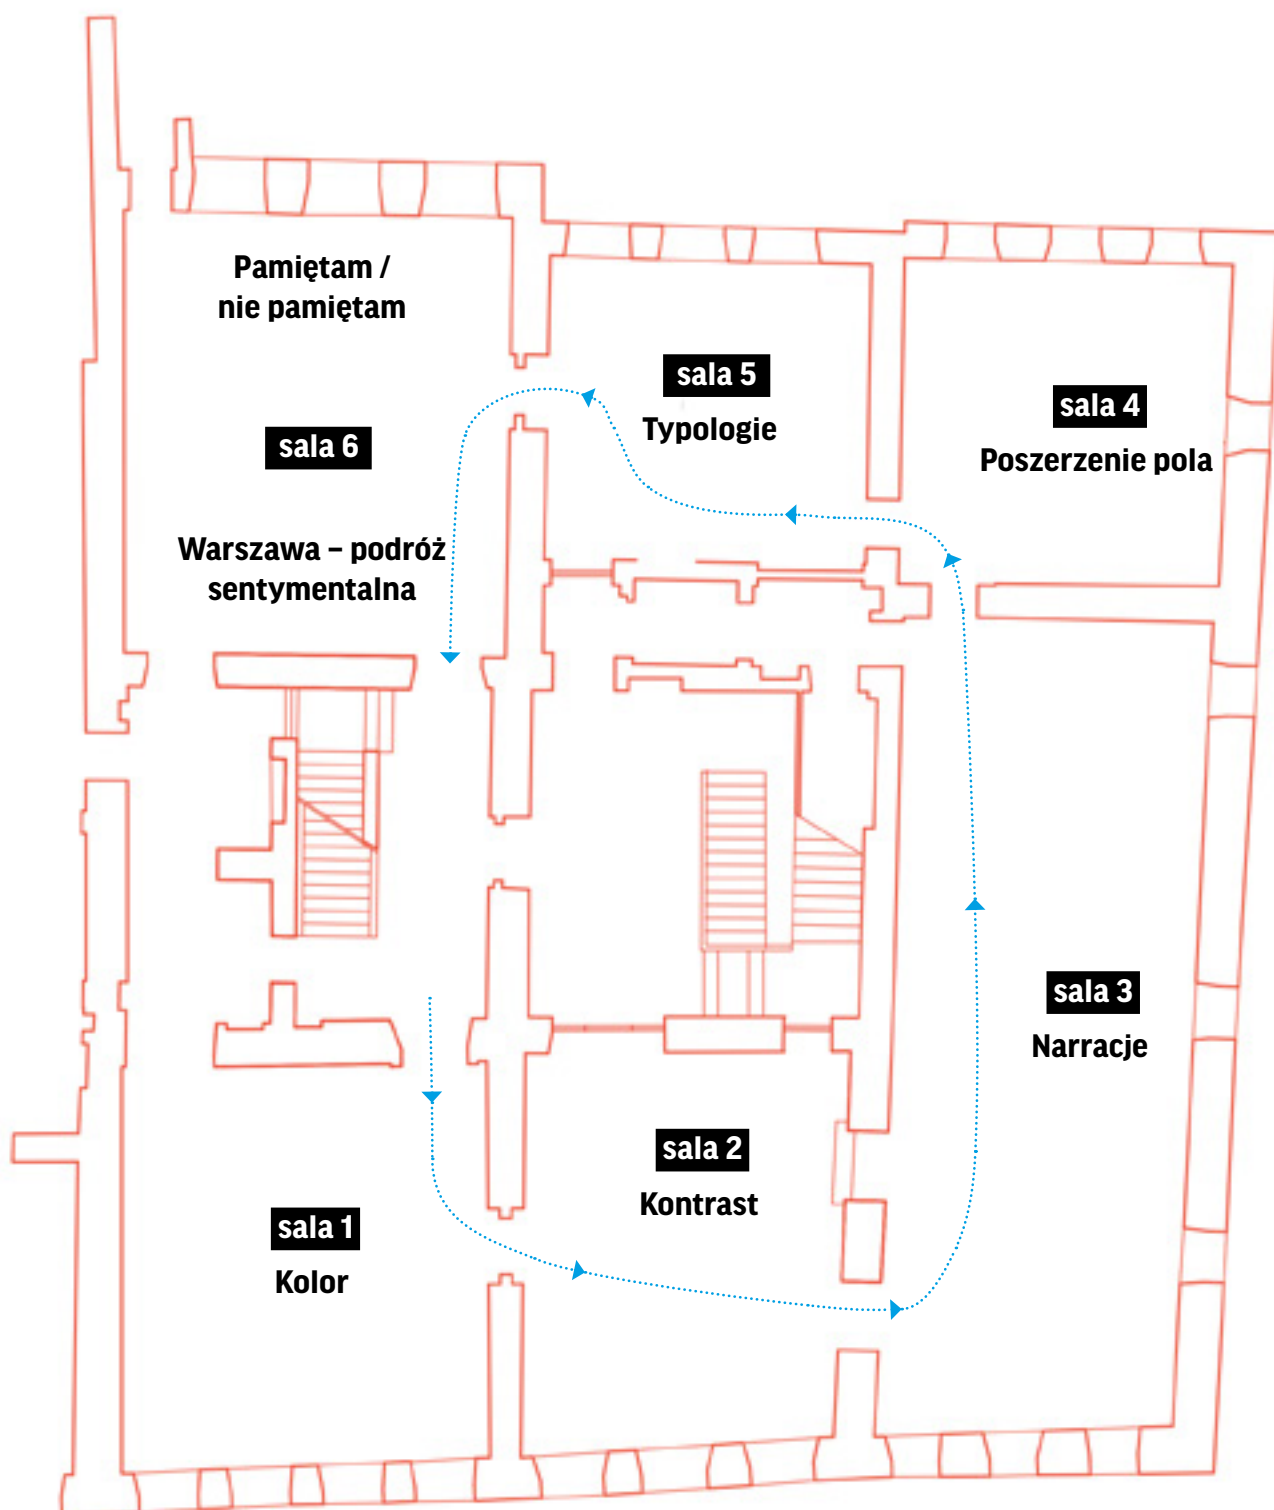 Pamiętam /
nie pamiętam
sala 6
Warszawa – podróż
sentymentalna
sala 5
Typologie
sala 4
Poszerzenie pola
sala 3
Narracje
sala 2
Kontrast
sala 1
Kolor